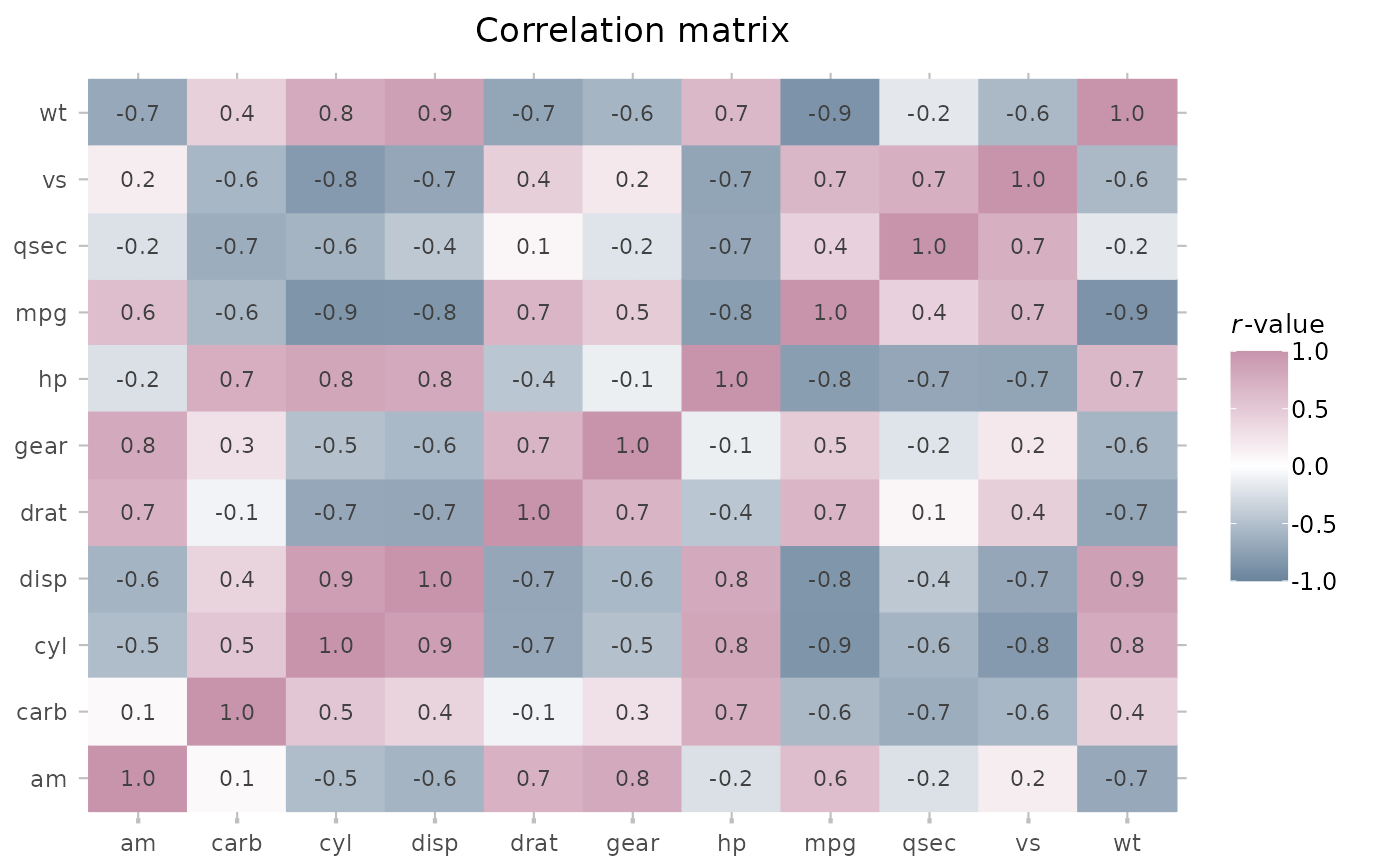 Correlation matrix
wt -0.7 0.4 0.8 0.9 -0.7 -0.6 0.7 -0.9 -0.2 -0.6 1.0
vs 0.2 -0.6 -0.8 -0.7 0.4 0.2 -0.7 0.7 0.7 1.0 -0.6
qsec -0.2 -0.7 -0.6 -0.4 0.1 -0.2 -0.7 0.4 1.0 0.7 -0.2
mpg 0.6 -0.6 -0.9 -0.8 0.7 0.5 -0.8 1.0 0.4 0.7 -0.9
hp -0.2 0.7 0.8 0.8 -0.4 -0.1 1.0 -0.8 -0.7 -0.7 0.7
gear 0.8 0.3 -0.5 -0.6 0.7 1.0 -0.1 0.5 -0.2 0.2 -0.6
drat 0.7 -0.1 -0.7 -0.7 1.0 0.7 -0.4 0.7 0.1 0.4 -0.7
disp -0.6 0.4 0.9 1.0 -0.7 -0.6 0.8 -0.8 -0.4 -0.7 0.9
cyl -0.5 0.5 1.0 0.9 -0.7 -0.5 0.8 -0.9 -0.6 -0.8 0.8
carb 0.1 1.0 0.5 0.4 -0.1 0.3 0.7 -0.6 -0.7 -0.6 0.4
am 1.0 0.1 -0.5 -0.6 0.7 0.8 -0.2 0.6 -0.2 0.2 -0.7
am carb cyl disp drat gear hp mpg qsec vs wt
r-value
1.0
0.5
0.0
-0.5
-1.0